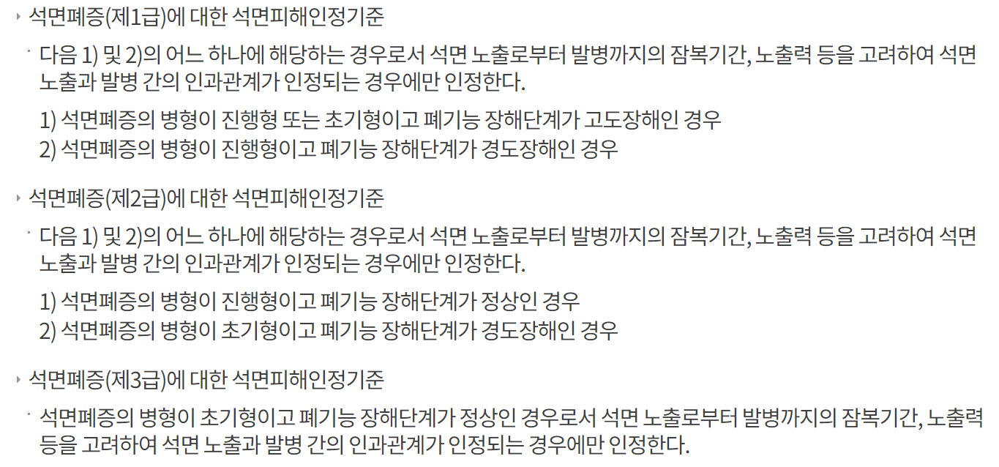 석면폐증(제1급)에 대한 석면피해인정기준
다음 1) 및 2)의 어느 하나에 해당하는 경우로서 석면 노출로부터 발병까지의 잠복기간, 노출력 등을 고려하여 석면
노출과 발병 간의 인과관계가 인정되는 경우에만 인정한다.
1) 석면폐증의 병형이 진행형 또는 초기형이고 폐기능 장해단계가 고도장해인 경우
2) 석면폐증의 병형이 진행형이고 폐기능 장해단계가 경도장해인 경우
석면폐증(제2급)에 대한 석면피해인정기준
다음 1) 및 2)의 어느 하나에 해당하는 경우로서 석면 노출로부터 발병까지의 잠복기간, 노출력 등을 고려하여 석면
노출과 발병 간의 인과관계가 인정되는 경우에만 인정한다.
1) 석면폐증의 병형이 진행형이고 폐기능 장해단계가 정상인 경우
2) 석면폐증의 병형이 초기형이고 폐기능 장해단계가 경도장해인 경우
석면폐증(제3급)에 대한 석면피해인정기준
석면폐증의 병형이 초기형이고 폐기능 장해단계가 정상인 경우로서 석면 노출로부터 발병까지의 잠복기간, 노출력
등을 고려하여 석면 노출과 발병 간의 인과관계가 인정되는 경우에만 인정한다.